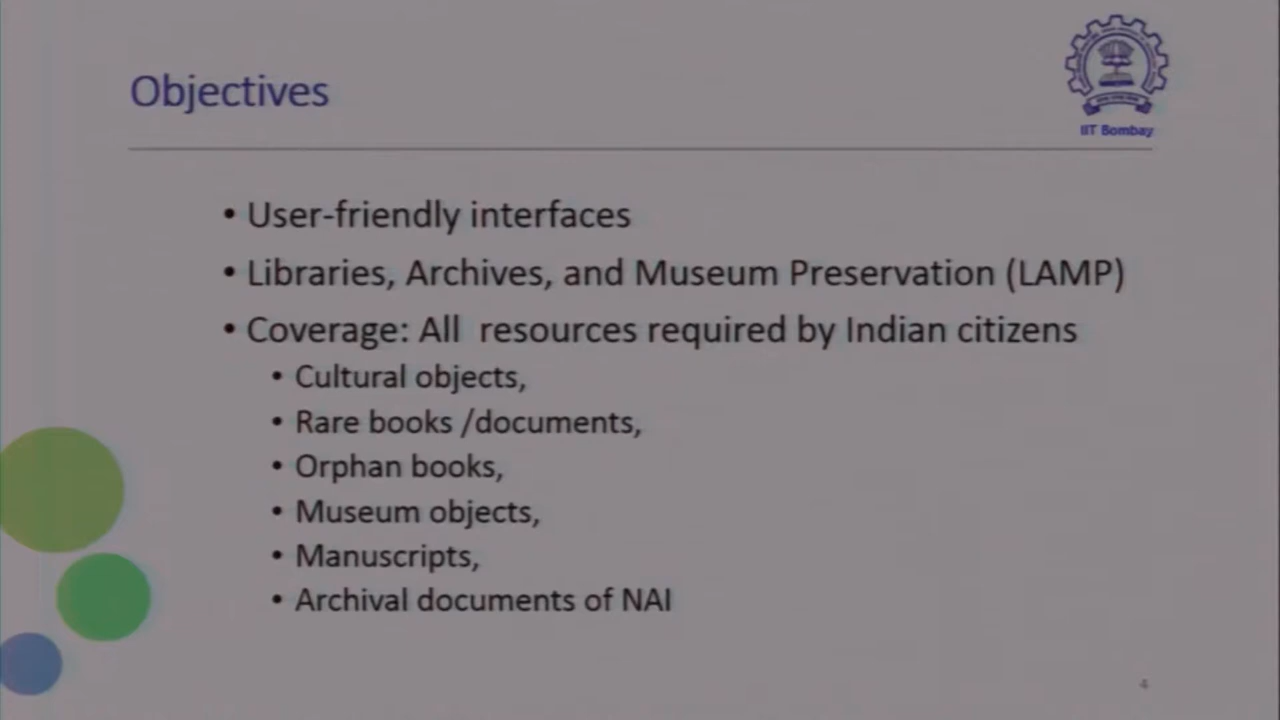 Objectives
IIT Bombay
• User-friendly interfaces
• Libraries, Archives, and Museum Preservation (LAMP)
• Coverage: All resources required by Indian citizens
• Cultural objects,
• Rare books /documents,
• Orphan books,
• Museum objects,
• Manuscripts,
• Archival documents of NAI
4